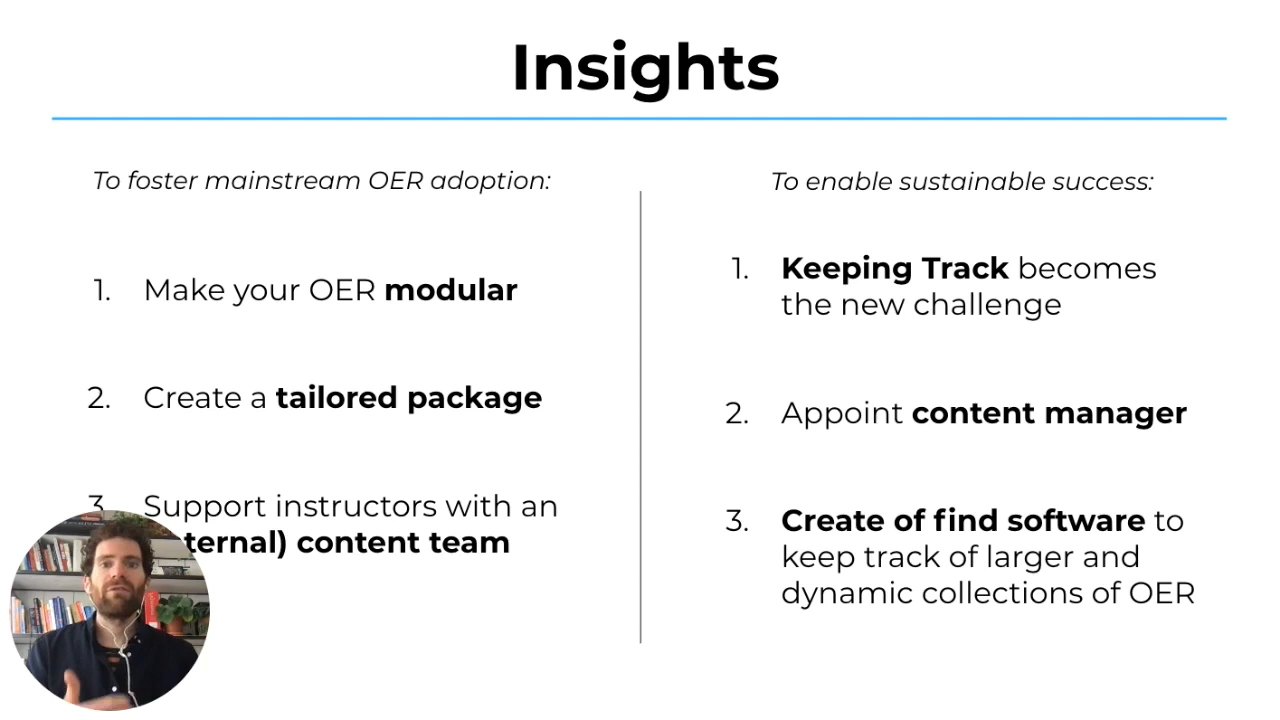 Insights
To foster mainstream OER adoption:
1. Make your OER modular
2. Create a tailored package
3. Support instructors with an
content team
To enable sustainable success:
1. Keeping Track becomes
the new challenge
2. Appoint content manager
3. Create of find software to
keep track of larger and
dynamic collections of OER